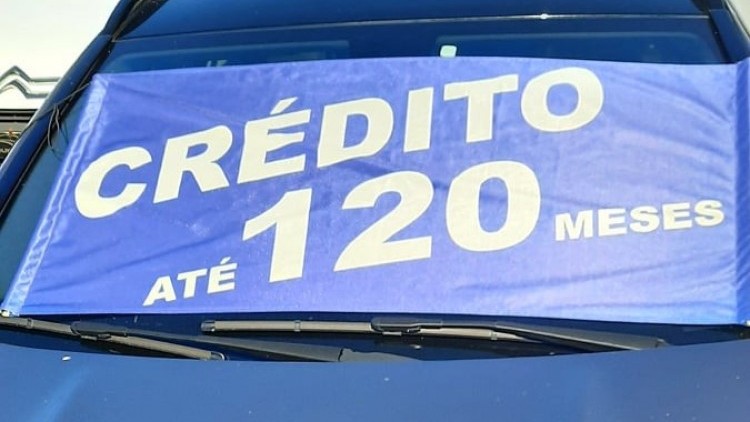 CRÉDITO
ATÉ 120 MESES